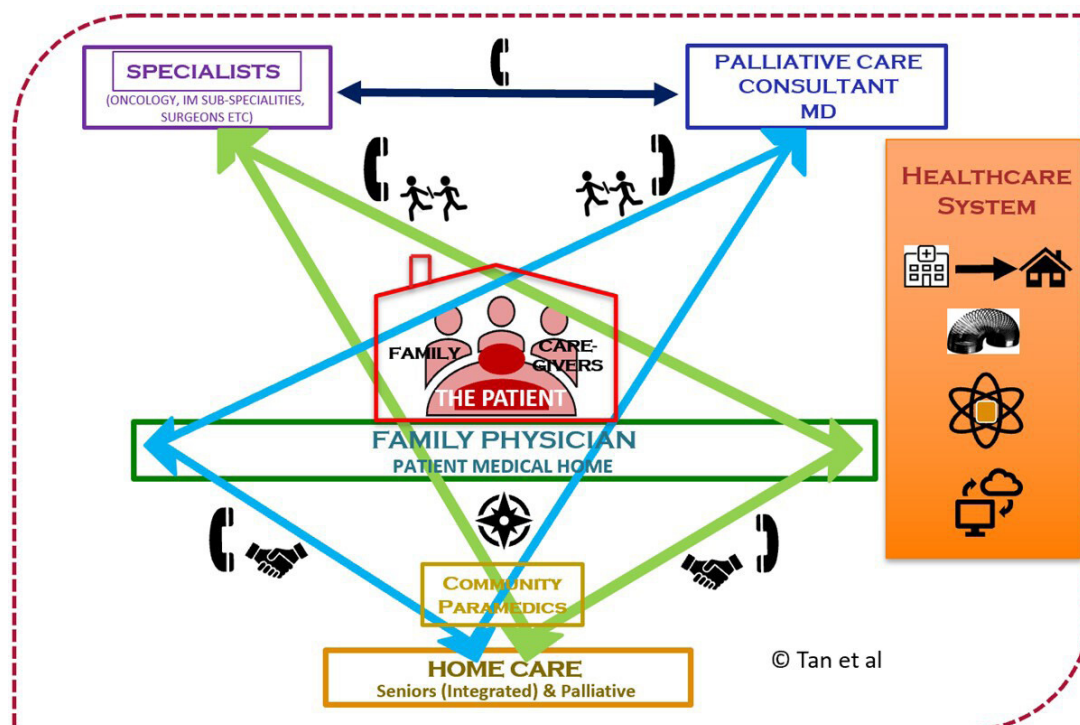 SPECIALISTS
(ONCOLOGY, IM SUB-SPECIALITIES,
SURGEONS ETC)
PALLIATIVE CARE
CONSULTANT
MD
HEALTHCARE
SYSTEM
FAMILY
CARE-
GIVERS
THE PATIENT
FAMILY PHYSICIAN
PATIENT MEDICAL HOME
COMMUNITY
PARAMEDICS
HOME CARE
Seniors (Integrated) & Palliative
© Tan et al